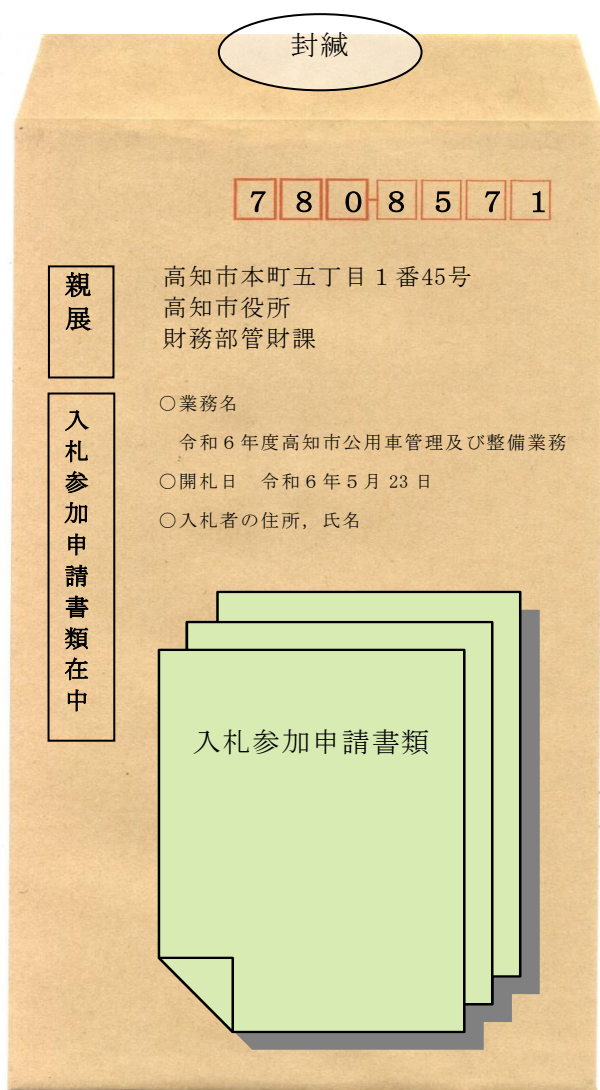 封緘
780-8571
高知市本町五丁目１番45号
高知市役所
財務部管財課
親展
○業務名
令和６年度高知市公用車管理及び整備業務
○開札日　令和６年５月 23 日
○入札者の住所，氏名
入札参加申請書類在中
入札参加申請書類